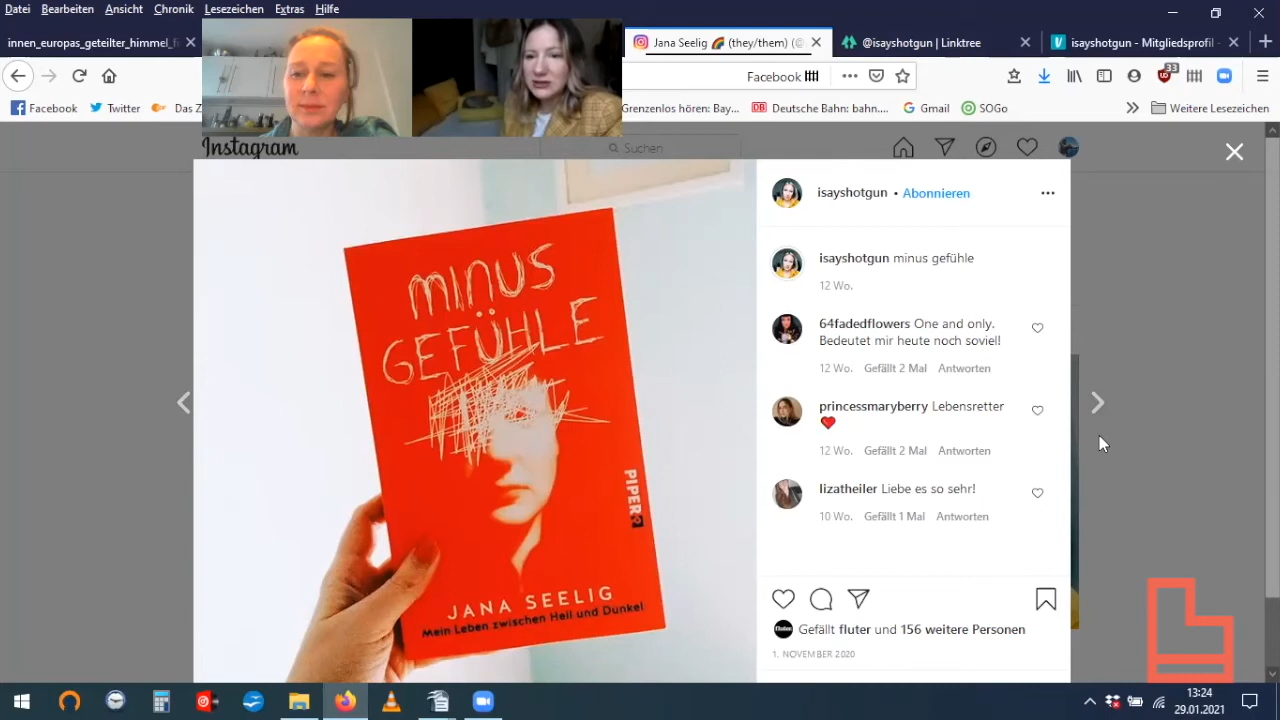 Datei Bearbeiten Ansicht Chronik Lesezeichen Extras Hilfe
innen_europas_geteilter_himmel_f
Jana Seelig 🌈 (they/them) (@
@isayshotgun | Linktree
isayshotgun - Mitgliedsprofil -
Facebook
33
Facebook
Twitter
Das Z
Grenzenlos hören: Bay...
DB
Deutsche Bahn: bahn....
Gmail
SOGo
Weitere Lesezeichen
Instagram
Suchen
MINUS
GEFÜHLE
PIPER
JANA SEELIG
Mein Leben zwischen Hell und Dunkel
isayshotgun • Abonnieren
isayshotgun minus gefühle
12 Wo.
64fadedflowers One and only.
Bedeutet mir heute noch soviel!
12 Wo. Gefällt 2 Mal Antworten
princessmaryberry Lebensretter
❤️
12 Wo. Gefällt 2 Mal Antworten
lizatheiler Liebe es so sehr!
10 Wo. Gefällt 1 Mal Antworten
fluter
Gefällt fluter und 156 weitere Personen
1. NOVEMBER 2020
13:24
29.01.2021